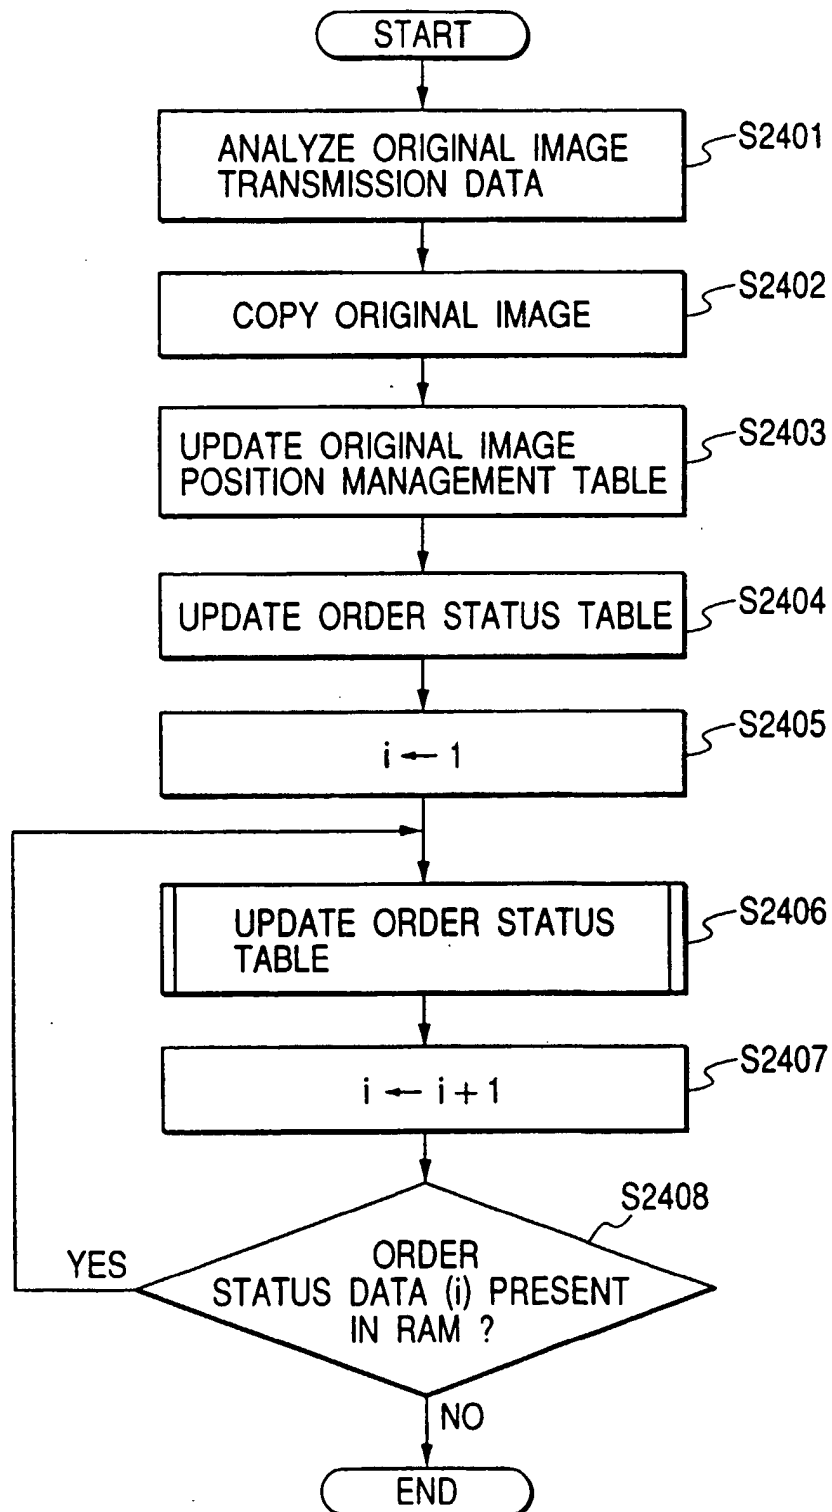 START
ANALYZE ORIGINAL IMAGE
TRANSMISSION DATA
S2401
COPY ORIGINAL IMAGE
S2402
UPDATE ORIGINAL IMAGE
POSITION MANAGEMENT TABLE
S2403
UPDATE ORDER STATUS TABLE
S2404
i ← 1
S2405
UPDATE ORDER STATUS
TABLE
S2406
i ← i + 1
S2407
ORDER
STATUS DATA (i) PRESENT
IN RAM ?
S2408
YES
NO
END